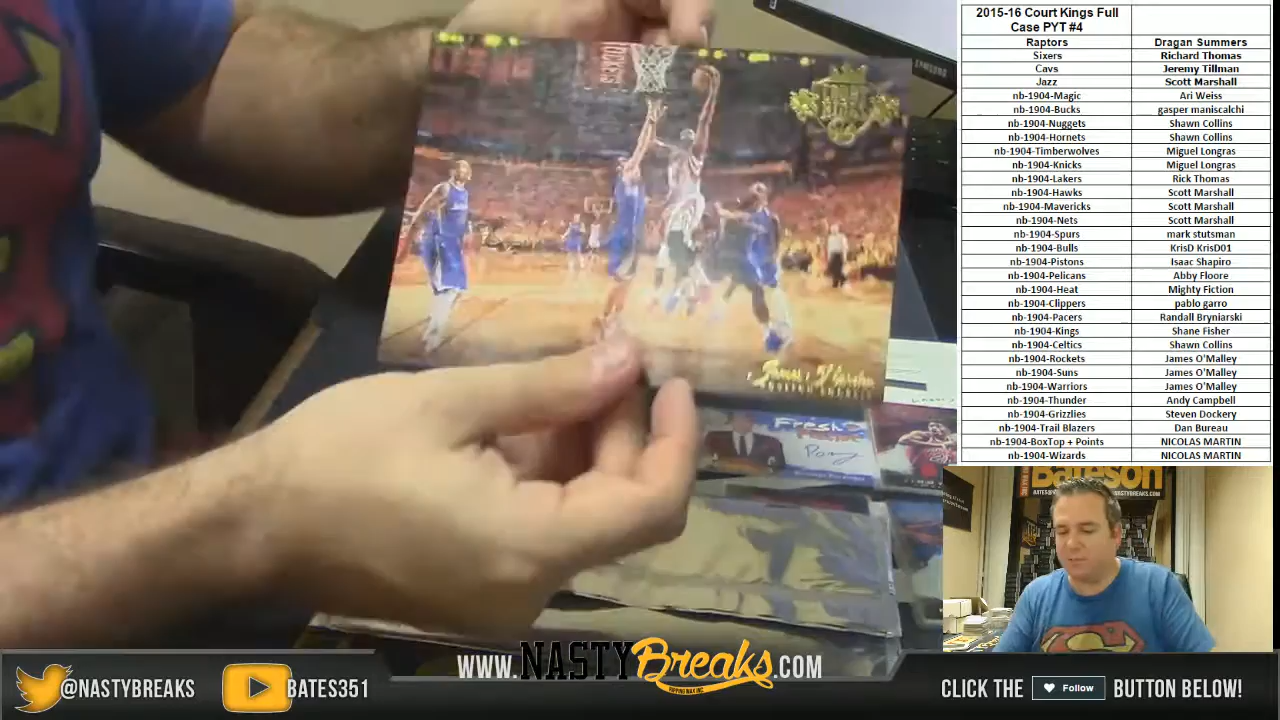 2015-16 Court Kings Full
Case PYT #4
Raptors Dragan Summers
Sixers Richard Thomas
Cavs Jeremy Tillman
Jazz Scott Marshall
nb-1904-Magic Ari Weiss
nb-1904-Bucks gasper maniscalchi
nb-1904-Nuggets Shawn Collins
nb-1904-Hornets Shawn Collins
nb-1904-Timberwolves Miguel Longras
nb-1904-Knicks Miguel Longras
nb-1904-Lakers Rick Thomas
nb-1904-Hawks Scott Marshall
nb-1904-Mavericks Scott Marshall
nb-1904-Nets Scott Marshall
nb-1904-Spurs mark stutsman
nb-1904-Bulls KrisD KrisD01
nb-1904-Pistons Isaac Shapiro
nb-1904-Pelicans Abby Floore
nb-1904-Heat Mighty Fiction
nb-1904-Clippers pablo garro
nb-1904-Pacers Randall Bryniarski
nb-1904-Kings Shane Fisher
nb-1904-Celtics Shawn Collins
nb-1904-Rockets James O'Malley
nb-1904-Suns James O'Malley
nb-1904-Warriors James O'Malley
nb-1904-Thunder Andy Campbell
nb-1904-Grizzlies Steven Dockery
nb-1904-Trail Blazers Dan Bureau
nb-1904-BoxTop + Points NICOLAS MARTIN
nb-1904-Wizards NICOLAS MARTIN
SAMSUNG
James Harden
Fresh
Bateson
@NASTYBREAKS
BATES351
WWW.NASTYBreaks.COM
CLICK THE Follow BUTTON BELOW!